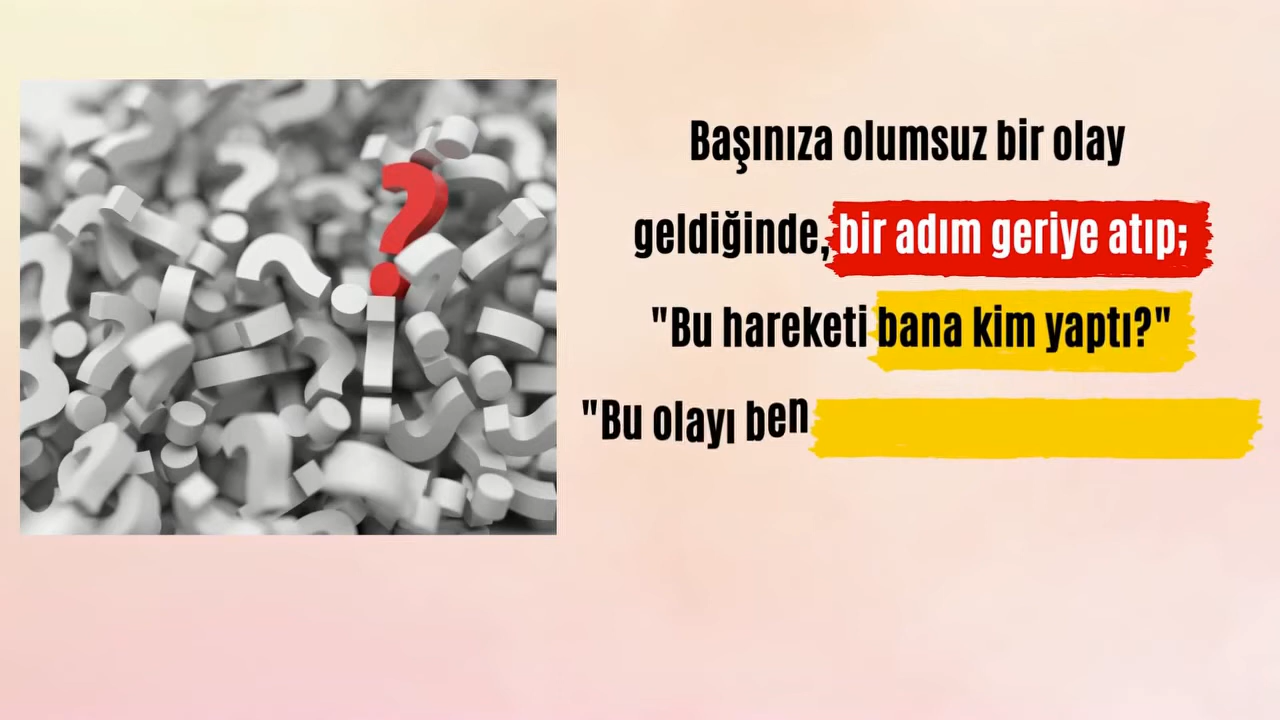 Başınıza olumsuz bir olay
geldiğinde, bir adım geriye atıp;
"Bu hareketi bana kim yaptı?"
"Bu olayı ben